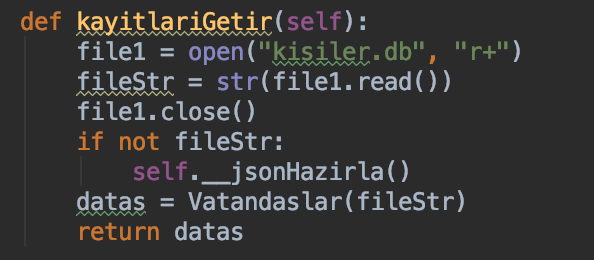 def kayitlariGetir(self):
    file1 = open("kisiler.db", "r+")
    fileStr = str(file1.read())
    file1.close()
    if not fileStr:
        self.__jsonHazirla()
    datas = Vatandaslar(fileStr)
    return datas